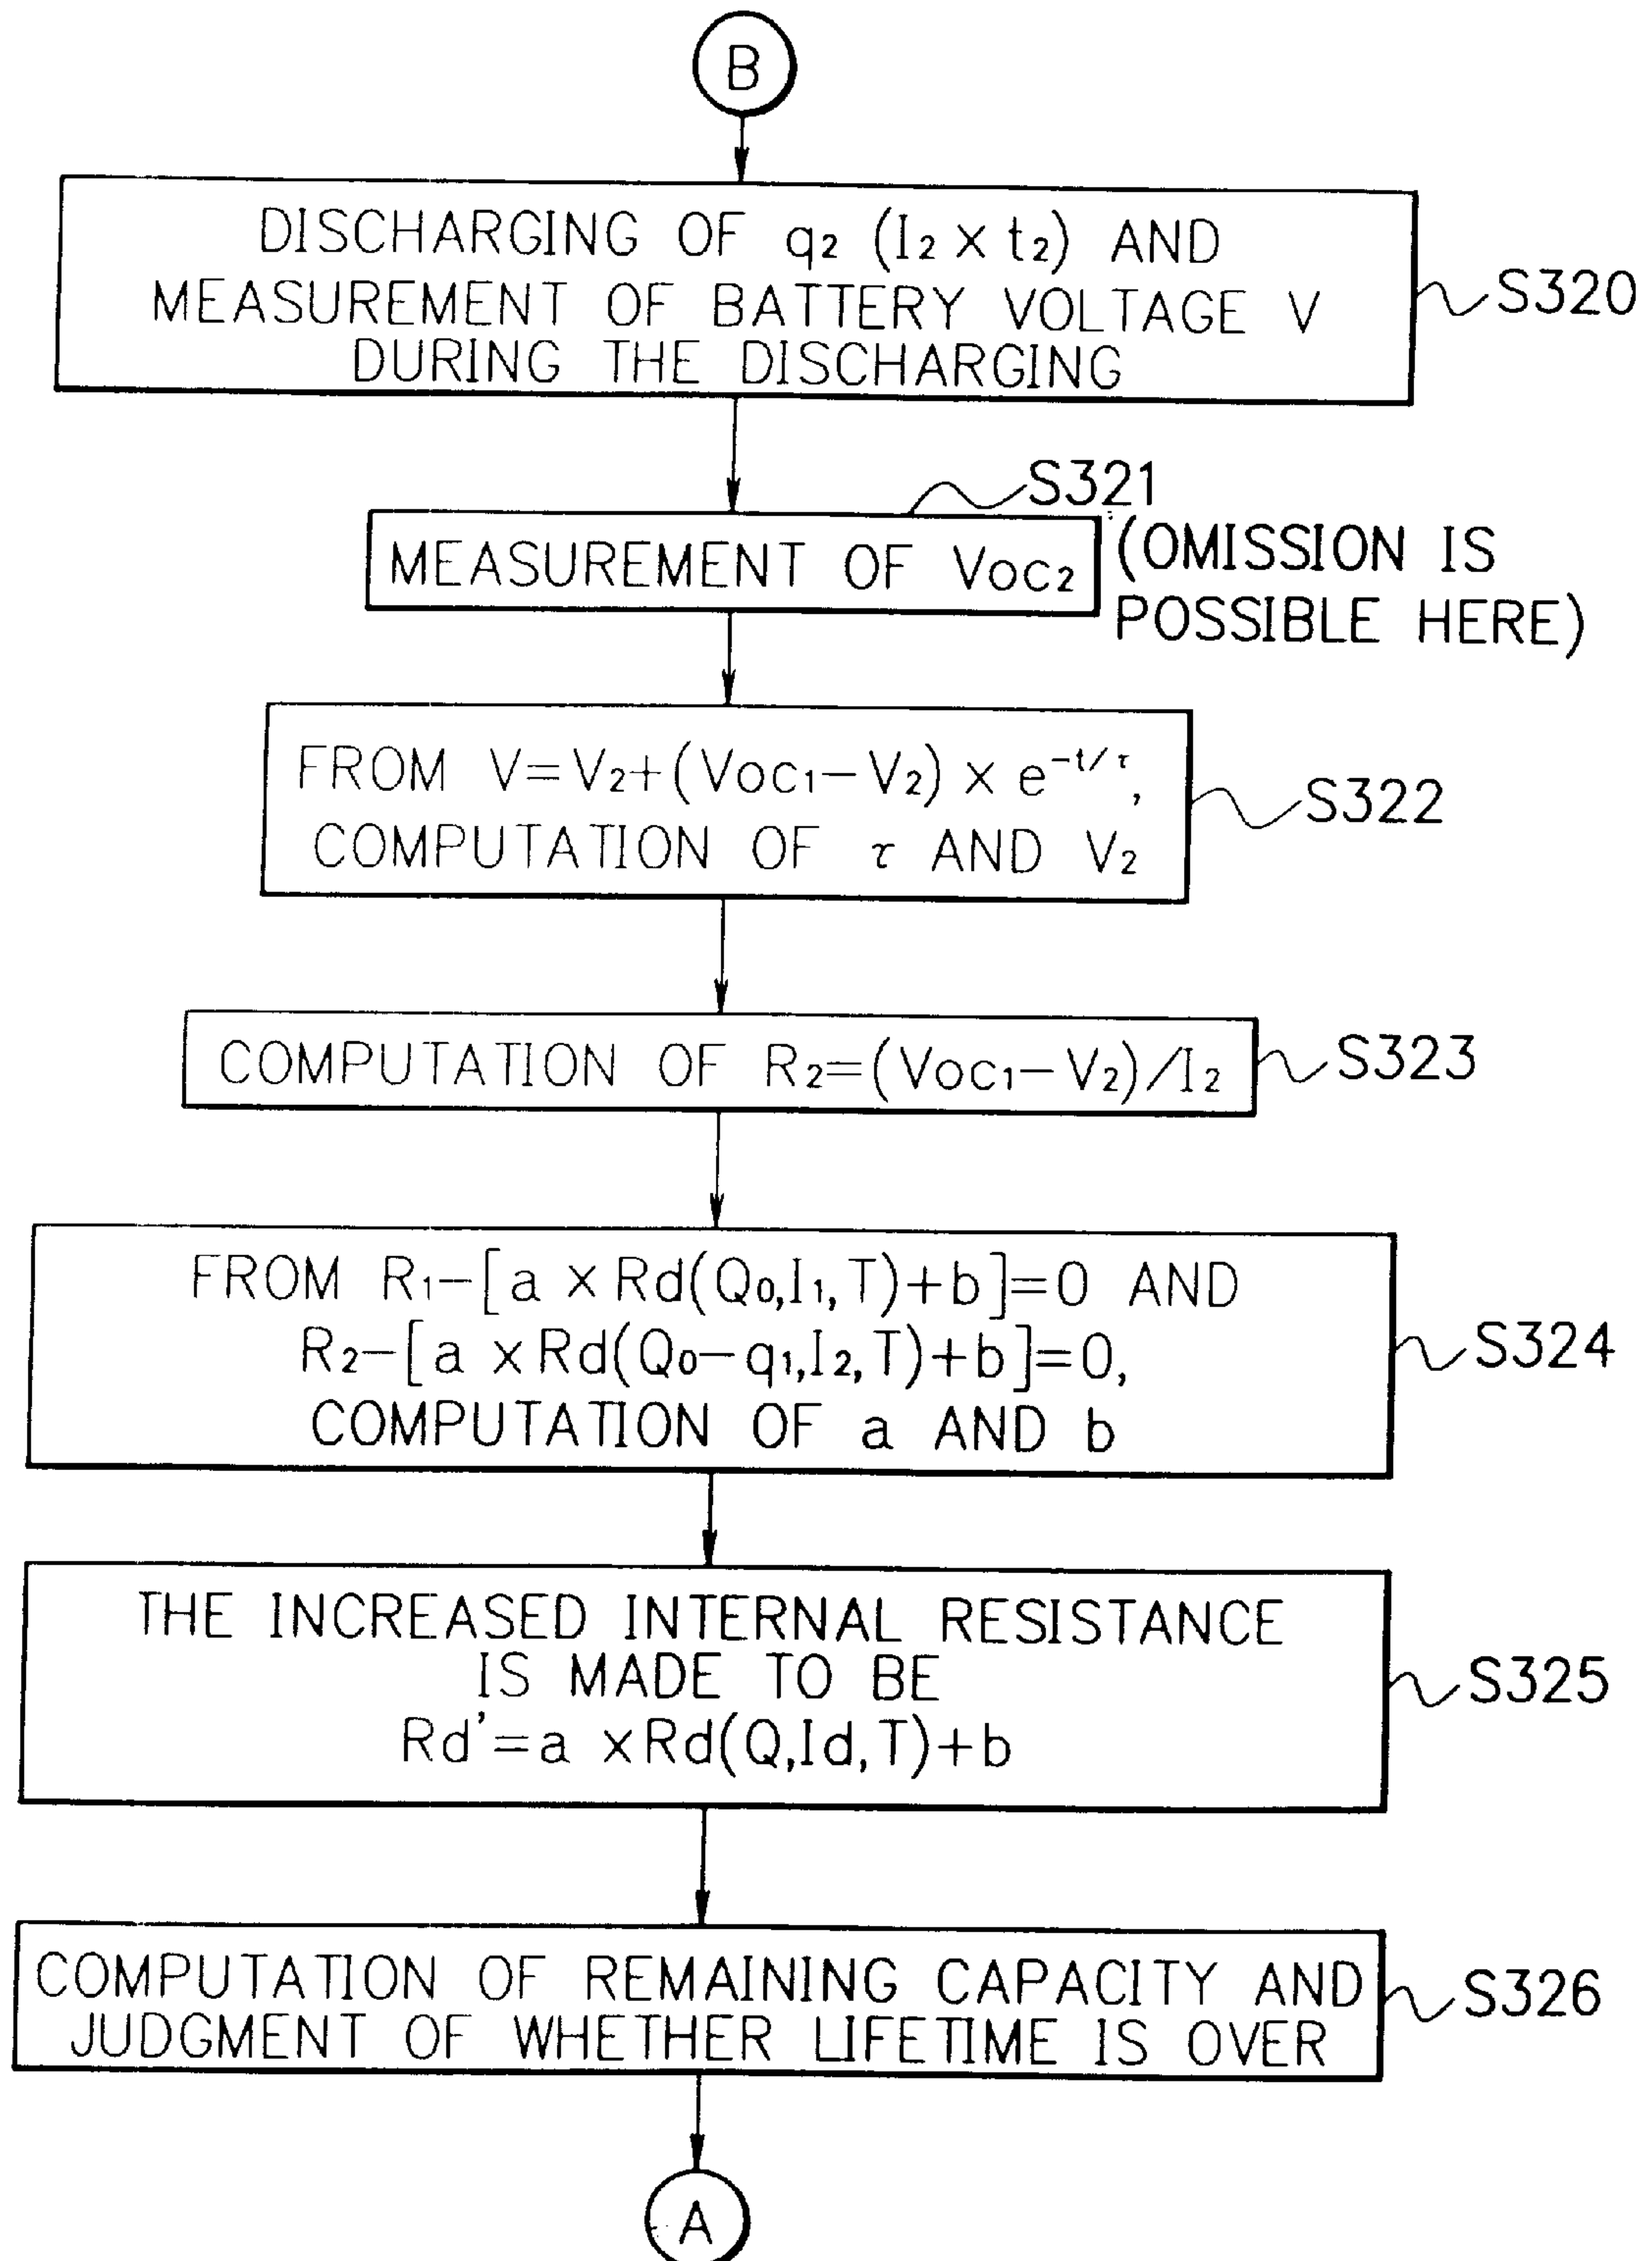 B
DISCHARGING OF q₂ (I₂ × t₂) AND
MEASUREMENT OF BATTERY VOLTAGE V
DURING THE DISCHARGING
S320
S321
MEASUREMENT OF Voc₂
(OMISSION IS
POSSIBLE HERE)
FROM V=V₂+(Voc₁−V₂) × e^−t/τ,
COMPUTATION OF τ AND V₂
S322
COMPUTATION OF R₂=(Voc₁−V₂)/I₂
S323
FROM R₁−[a × Rd(Q₀,I₁,T)+b]=0 AND
R₂−[a × Rd(Q₀−q₁,I₂,T)+b]=0,
COMPUTATION OF a AND b
S324
THE INCREASED INTERNAL RESISTANCE
IS MADE TO BE
Rd'=a × Rd(Q,Id,T)+b
S325
COMPUTATION OF REMAINING CAPACITY AND
JUDGMENT OF WHETHER LIFETIME IS OVER
S326
A